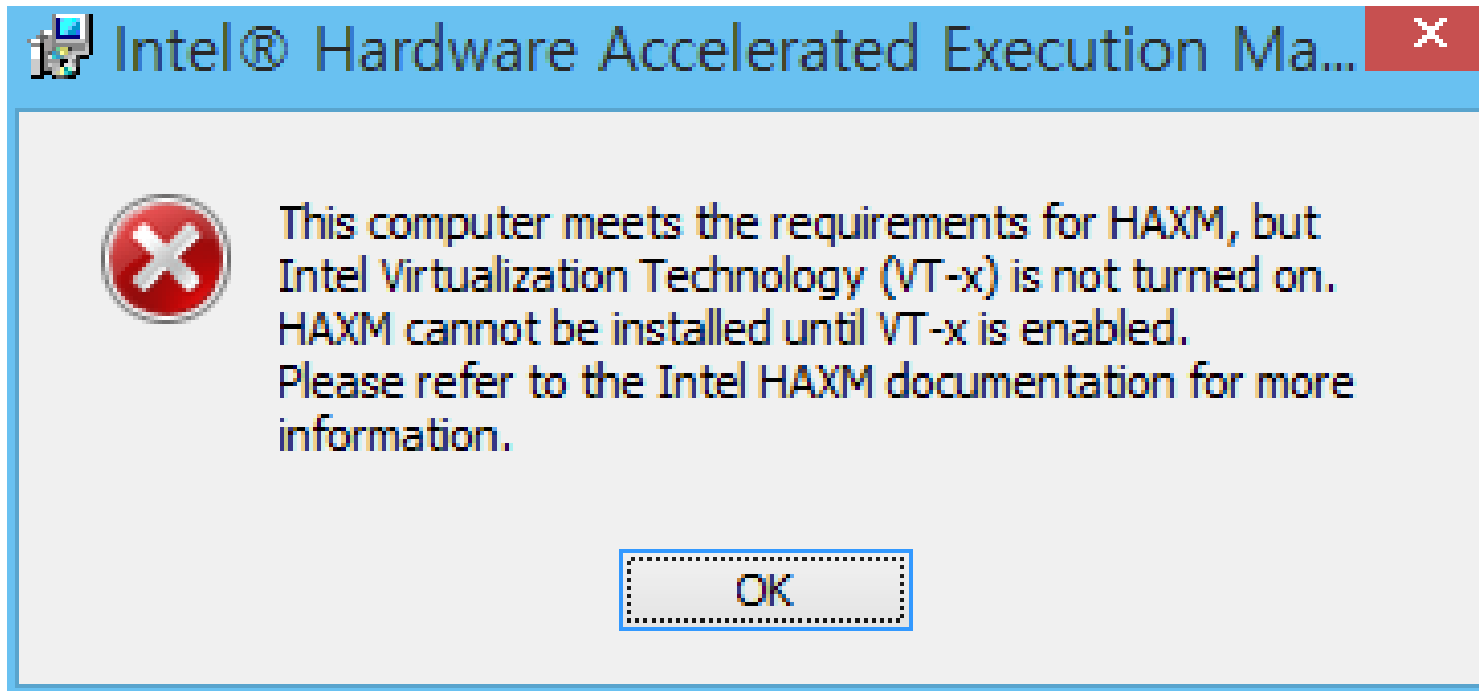 Intel® Hardware Accelerated Execution Ma...
This computer meets the requirements for HAXM, but
Intel Virtualization Technology (VT-x) is not turned on.
HAXM cannot be installed until VT-x is enabled.
Please refer to the Intel HAXM documentation for more
information.
OK